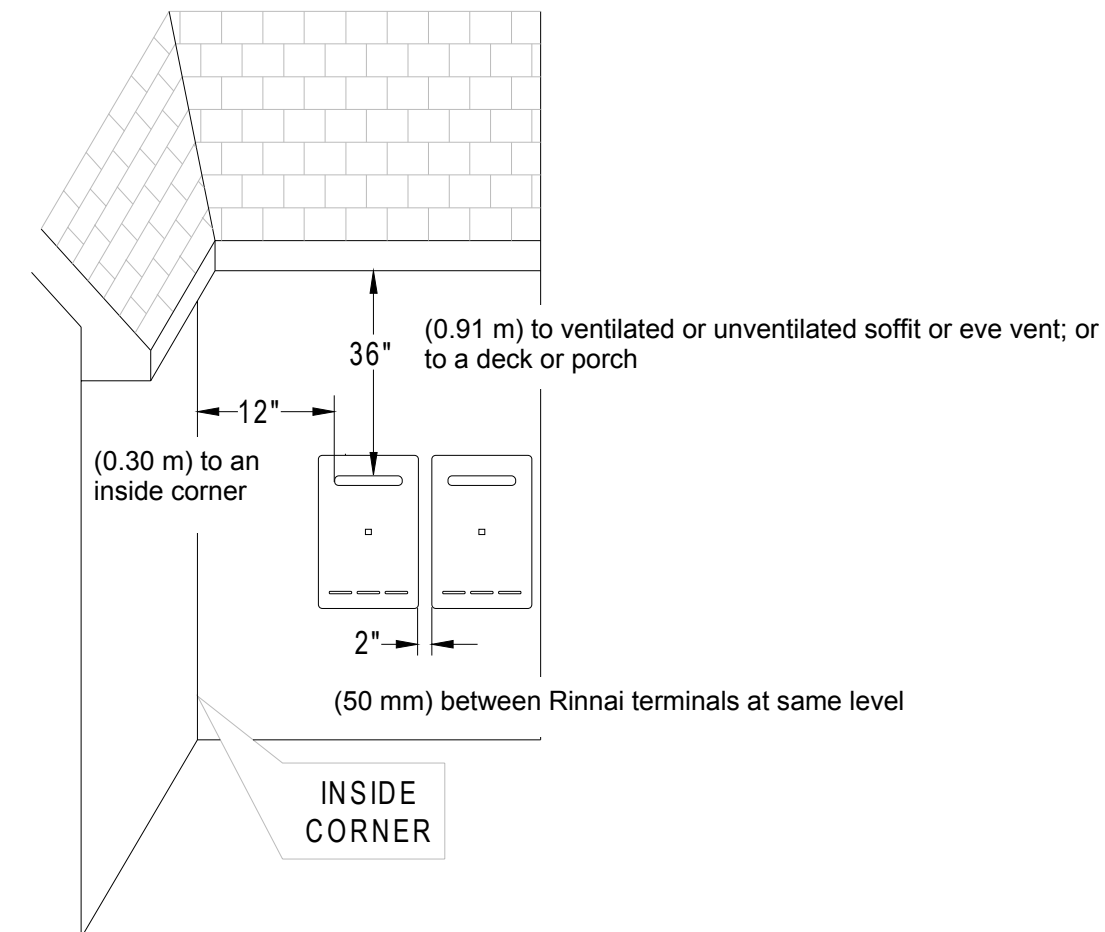 (0.91 m) to ventilated or unventilated soffit or eve vent; or
to a deck or porch
36"
12"
(0.30 m) to an
inside corner
2"
(50 mm) between Rinnai terminals at same level
INSIDE
CORNER